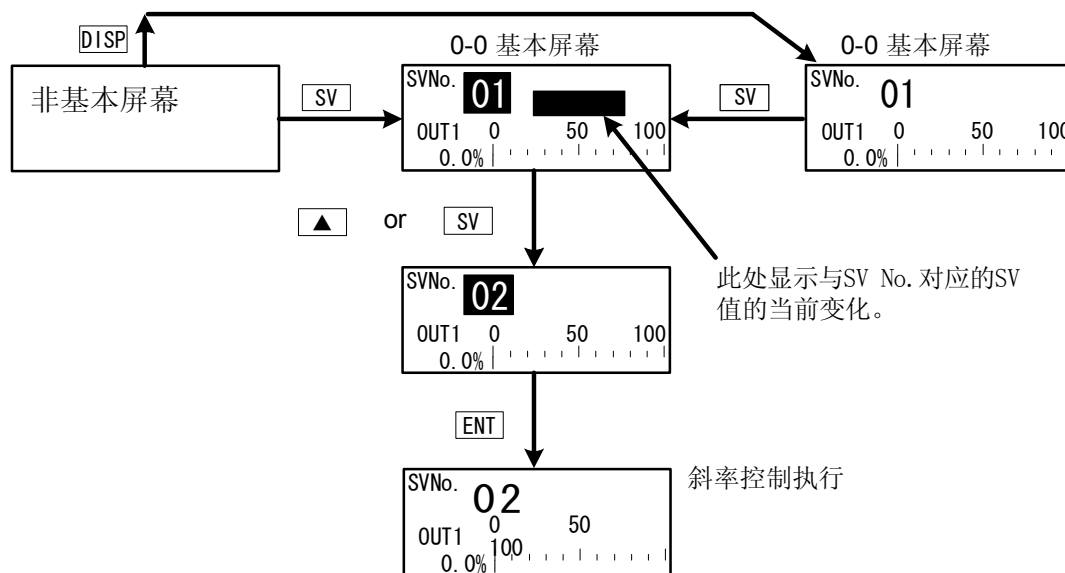 DISP
0-0 基本屏幕
0-0 基本屏幕
非基本屏幕
SV
SVNo. 01
OUT1 0 50 100
0.0%
SV
SVNo. 01
OUT1 0 50 100
0.0%
▲ or SV
SVNo. 02
OUT1 0 50 100
0.0%
此处显示与SV No.对应的SV
值的当前变化。
ENT
SVNo. 02
斜率控制执行
OUT1 0 50
100
0.0%